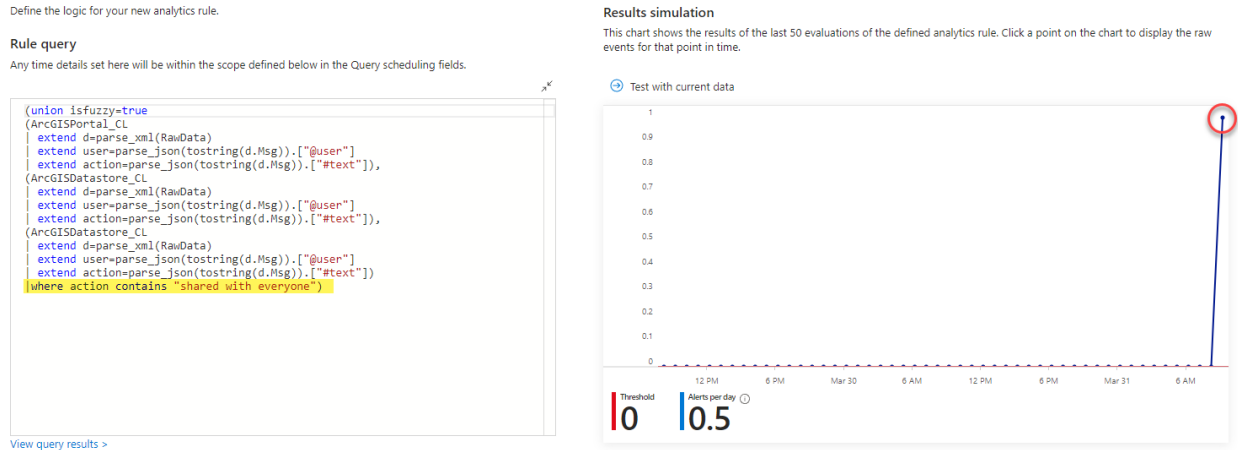 Define the logic for your new analytics rule.
Rule query
Any time details set here will be within the scope defined below in the Query scheduling fields.
(union isfuzzy=true
(ArcGISPortal_CL
| extend d=parse_xml(RawData)
| extend user=parse_json(tostring(d.Msg)).["@user"]
| extend action=parse_json(tostring(d.Msg)).["#text"]),
(ArcGISDatastore_CL
| extend d=parse_xml(RawData)
| extend user=parse_json(tostring(d.Msg)).["@user"]
| extend action=parse_json(tostring(d.Msg)).["#text"]),
(ArcGISDatastore_CL
| extend d=parse_xml(RawData)
| extend user=parse_json(tostring(d.Msg)).["@user"]
| extend action=parse_json(tostring(d.Msg)).["#text"])
|where action contains "shared with everyone")
View query results >
Results simulation
This chart shows the results of the last 50 evaluations of the defined analytics rule. Click a point on the chart to display the raw
events for that point in time.
Test with current data
1
0.9
0.8
0.7
0.6
0.5
0.4
0.3
0.2
0.1
0
12 PM 6 PM Mar 30 6 AM 12 PM 6 PM Mar 31 6 AM
Threshold
0
Alerts per day
0.5